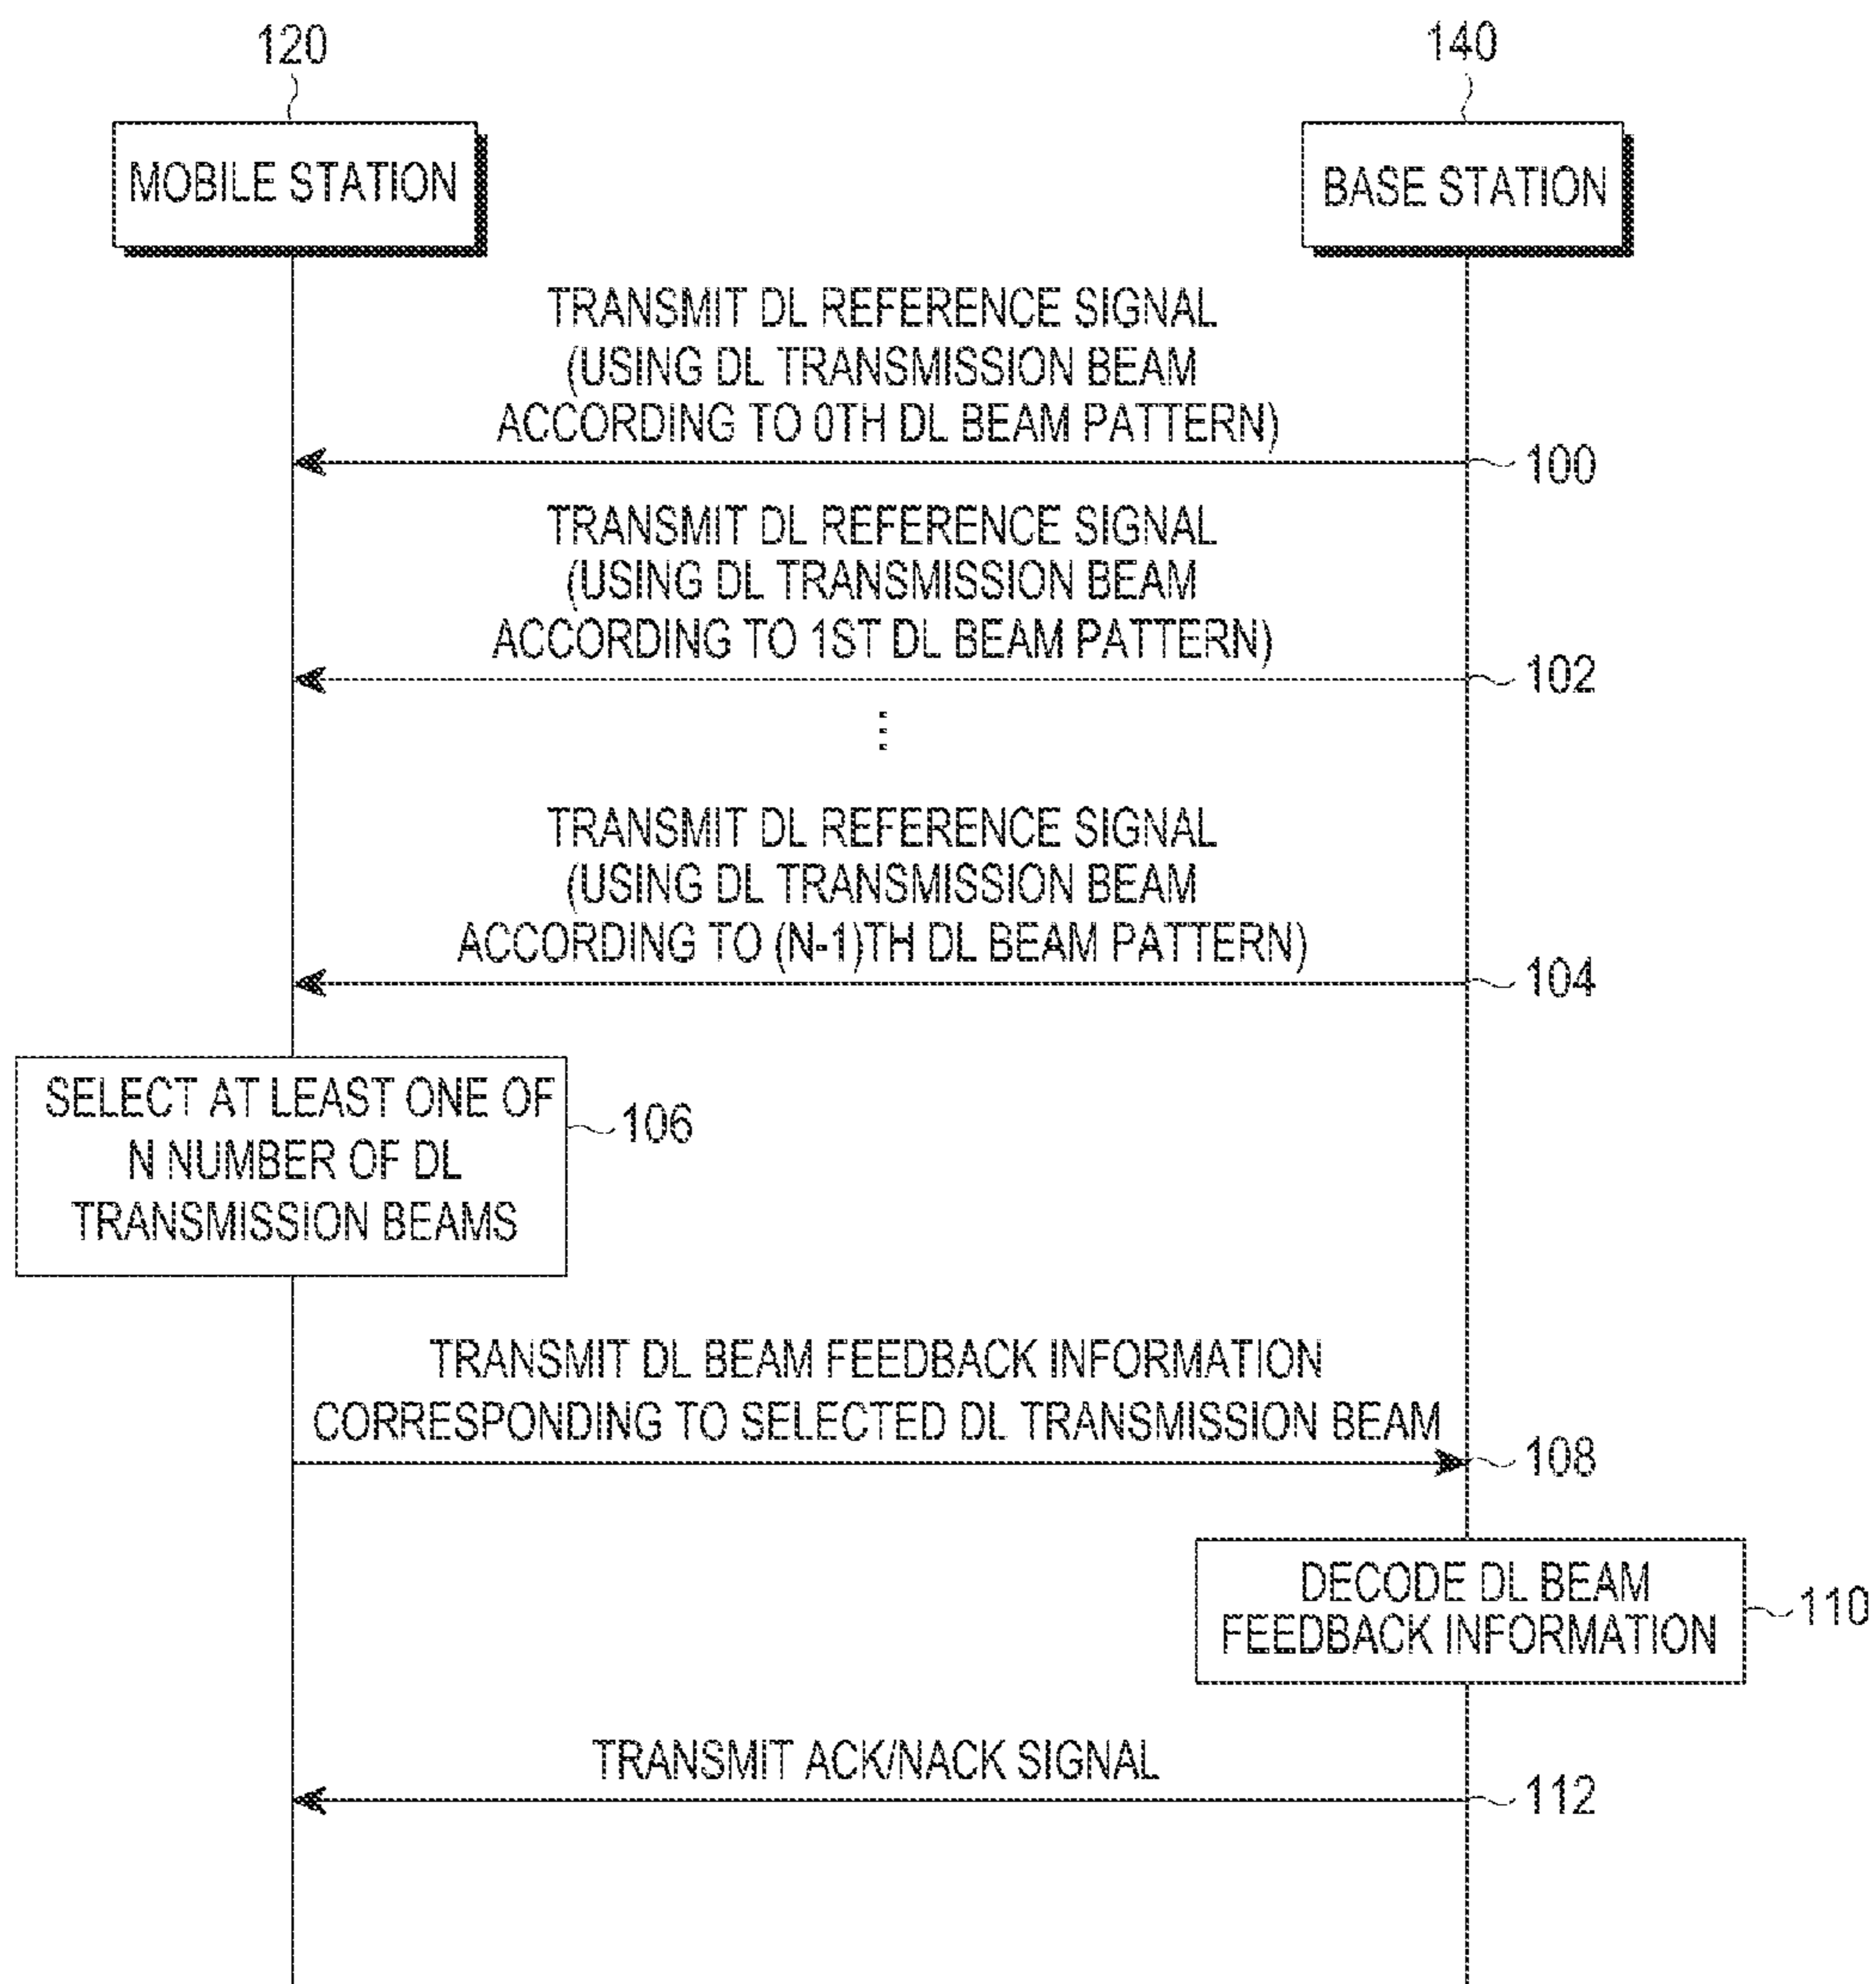 120
140
MOBILE STATION
BASE STATION
TRANSMIT DL REFERENCE SIGNAL
(USING DL TRANSMISSION BEAM
ACCORDING TO 0TH DL BEAM PATTERN)
100
TRANSMIT DL REFERENCE SIGNAL
(USING DL TRANSMISSION BEAM
ACCORDING TO 1ST DL BEAM PATTERN)
102
⋮
TRANSMIT DL REFERENCE SIGNAL
(USING DL TRANSMISSION BEAM
ACCORDING TO (N-1)TH DL BEAM PATTERN)
104
SELECT AT LEAST ONE OF
N NUMBER OF DL
TRANSMISSION BEAMS
106
TRANSMIT DL BEAM FEEDBACK INFORMATION
CORRESPONDING TO SELECTED DL TRANSMISSION BEAM
108
DECODE DL BEAM
FEEDBACK INFORMATION
110
TRANSMIT ACK/NACK SIGNAL
112